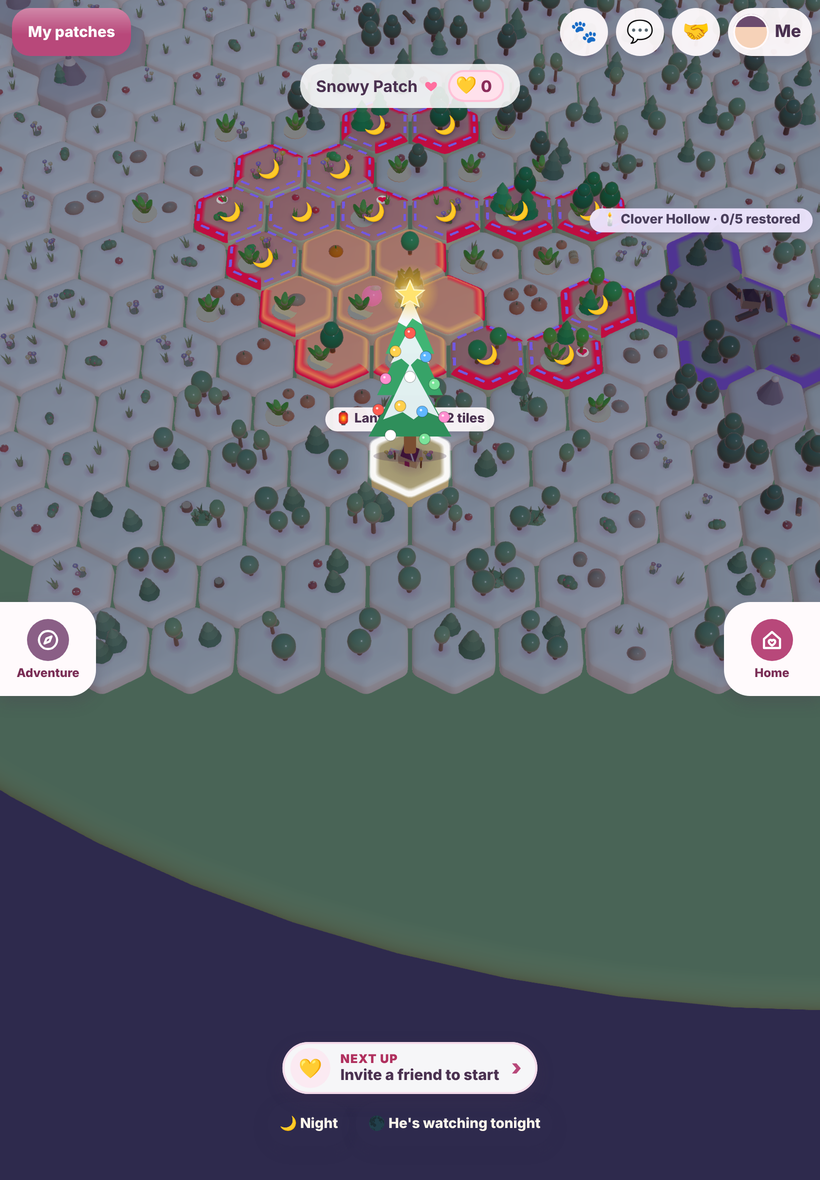 My patches
Me
Snowy Patch
0
Clover Hollow · 0/5 restored
2 tiles
Adventure
Home
NEXT UP
Invite a friend to start
Night
He's watching tonight